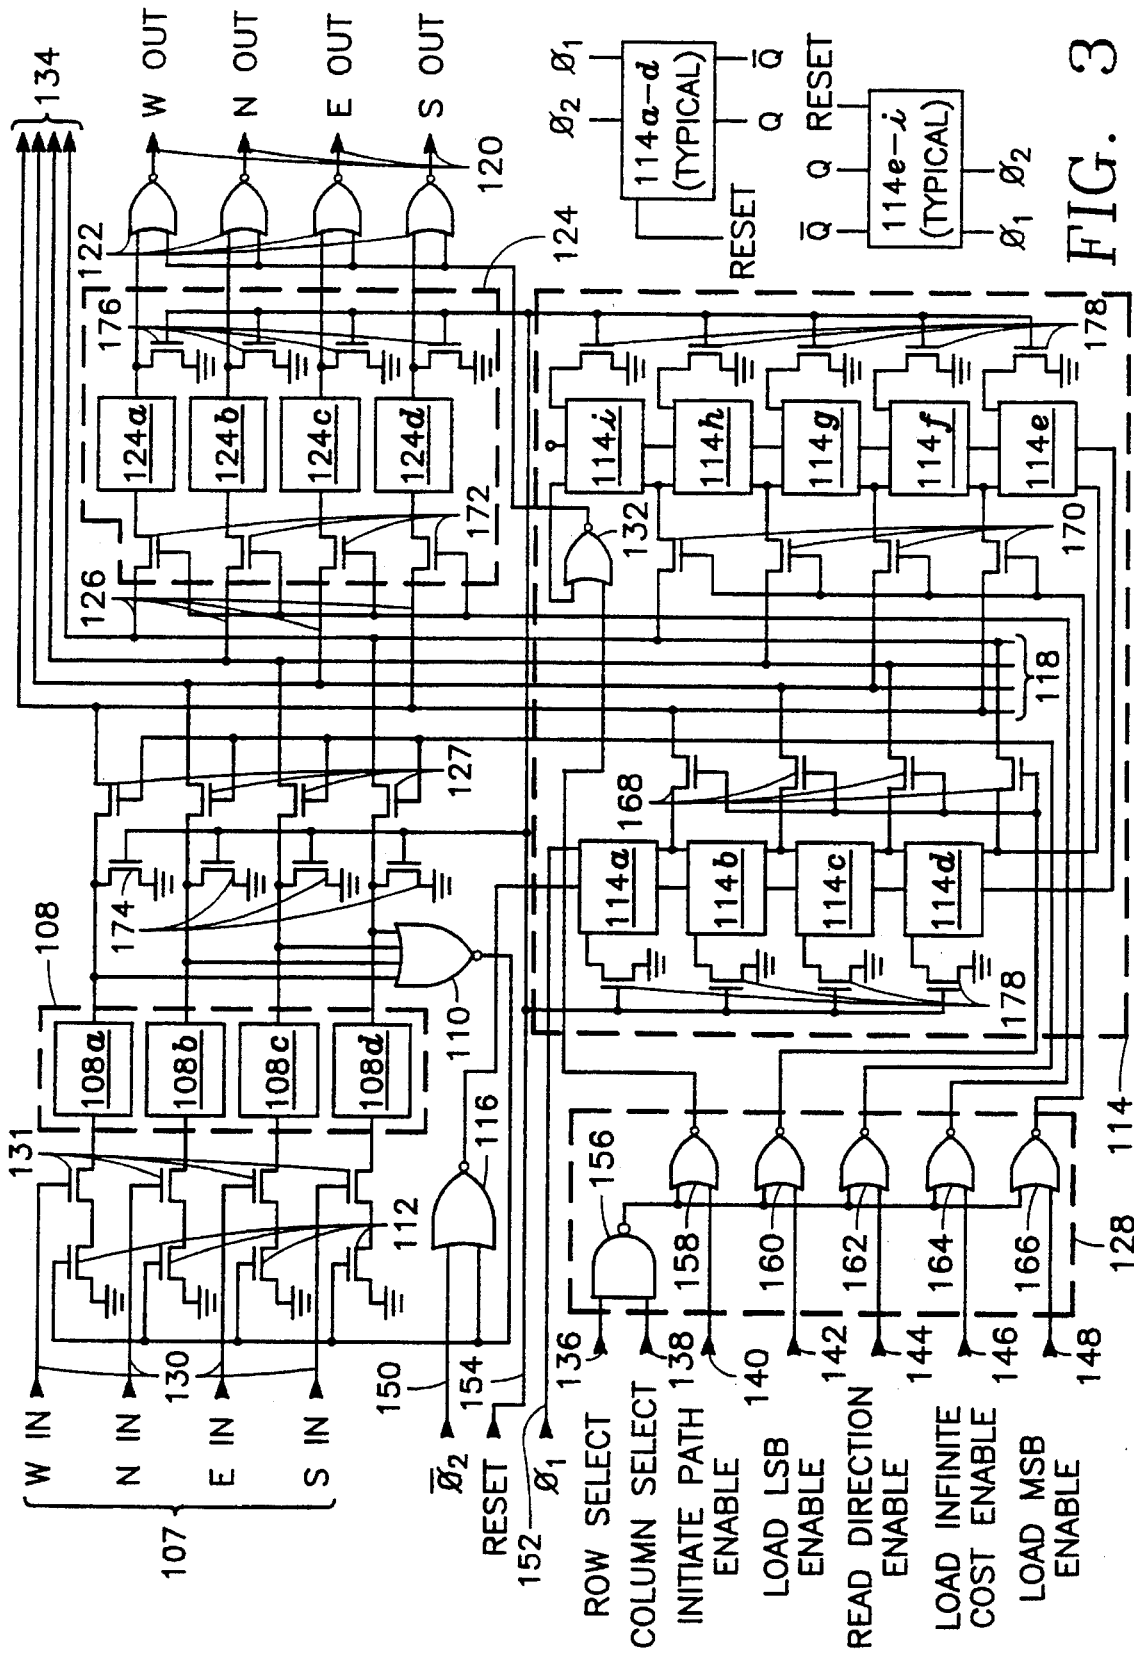 134
W OUT
N OUT
E OUT
S OUT
122
120
176
124
124a
124b
124c
124d
172
126
108
131
108a
108b
108c
108d
174
127
110
112
116
W IN
N IN
E IN
S IN
107
130
150
154
152
Ø̅2
RESET
Ø1
ROW SELECT
COLUMN SELECT
INITIATE PATH
ENABLE
LOAD LSB
ENABLE
READ DIRECTION
ENABLE
LOAD INFINITE
COST ENABLE
LOAD MSB
ENABLE
136
138
140
142
144
146
148
156
158
160
162
164
166
128
114
132
168
114a
114b
114c
114d
178
118
114i
114h
114g
114f
114e
178
170
Ø2
Ø1
114a-d
(TYPICAL)
R̅E̅S̅E̅T̅
Q
Q̅
Q̅
Q
RESET
114e-i
(TYPICAL)
Ø1
Ø2
FIG. 3